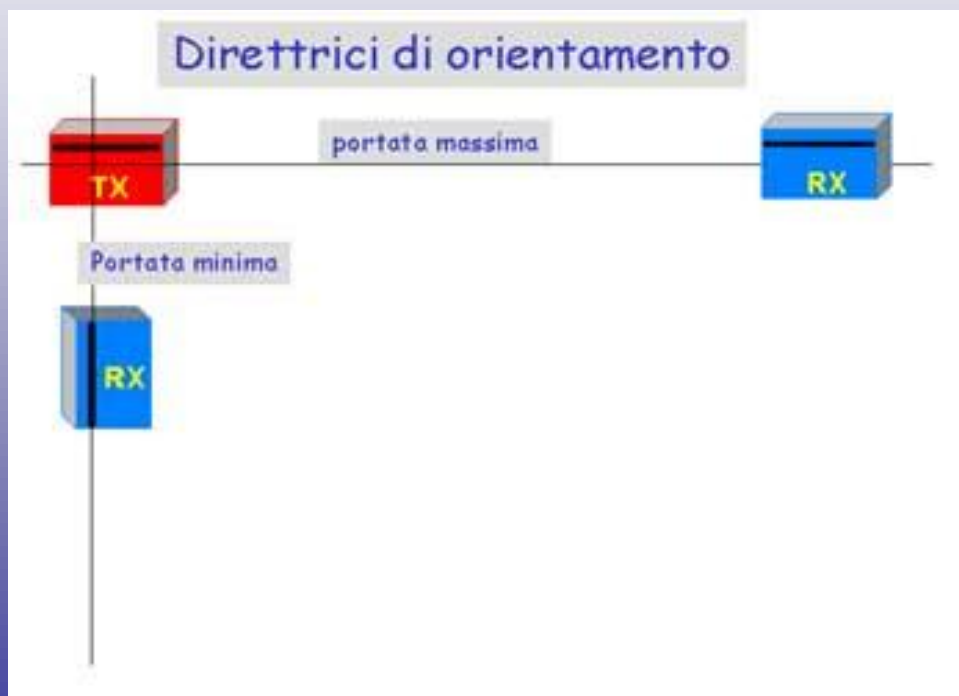 Direttrici di orientamento
portata massima
TX
RX
Portata minima
RX